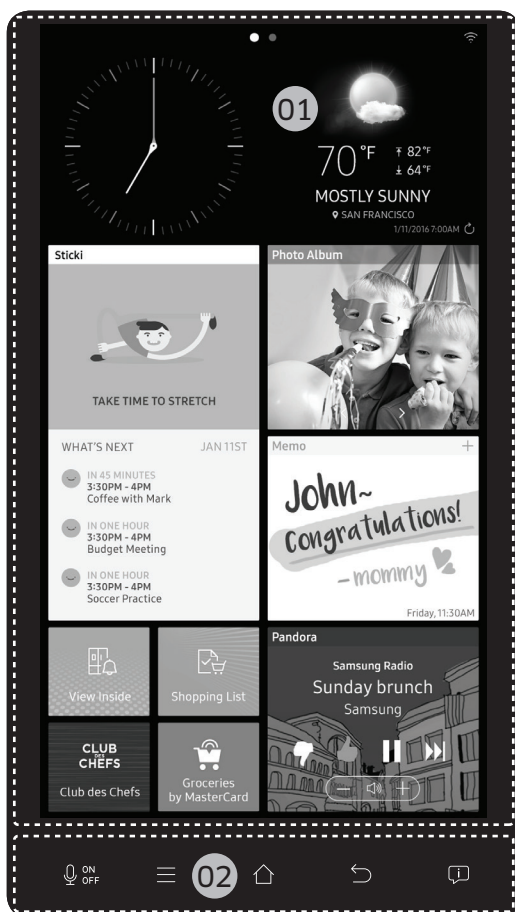 01
70°F
82°F
64°F
MOSTLY SUNNY
SAN FRANCISCO
1/11/2016 7:00AM
Sticki
TAKE TIME TO STRETCH
WHAT'S NEXT JAN 11ST
IN 45 MINUTES
3:30PM - 4PM
Coffee with Mark
IN ONE HOUR
3:30PM - 4PM
Budget Meeting
IN ONE HOUR
3:30PM - 4PM
Soccer Practice
Photo Album
Memo +
John~
Congratulations!
- mommy
Friday, 11:30AM
View Inside
Shopping List
CLUB
DES
CHEFS
Club des Chefs
Groceries
by MasterCard
Pandora
Samsung Radio
Sunday brunch
Samsung
ON
OFF
02